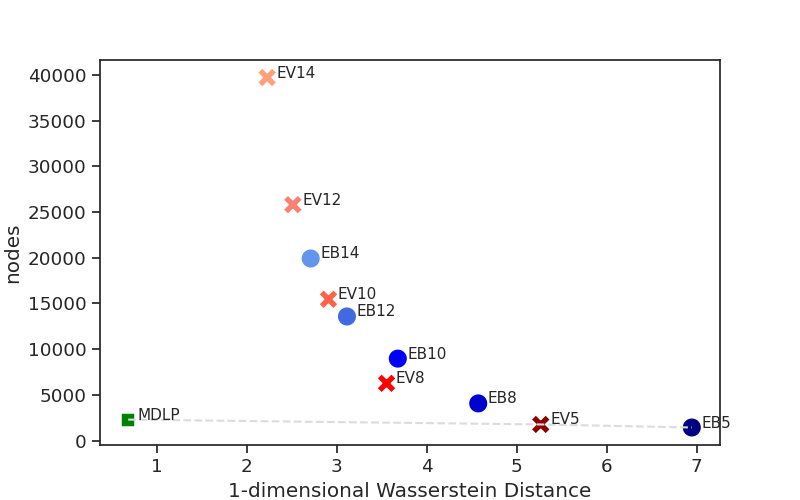 40000
35000
30000
25000
20000
15000
10000
5000
0
nodes
EV14
EV12
EB14
EV10
EB12
EB10
EV8
EB8
MDLP
EV5
EB5
1 2 3 4 5 6 7
1-dimensional Wasserstein Distance